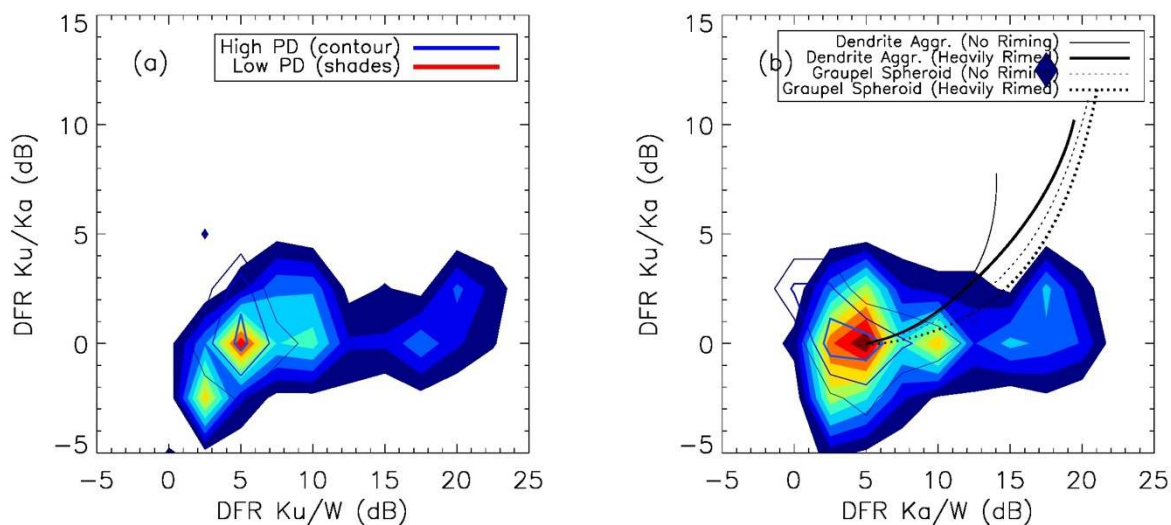 (a)
High PD (contour)
Low PD (shades)
15
10
5
0
-5
DFR Ku/Ka (dB)
-5 0 5 10 15 20 25
DFR Ku/W (dB)
(b)
Dendrite Aggr. (No Riming)
Dendrite Aggr. (Heavily Rimed)
Graupel Spheroid (No Riming)
Graupel Spheroid (Heavily Rimed)
15
10
5
0
-5
DFR Ku/Ka (dB)
-5 0 5 10 15 20 25
DFR Ka/W (dB)